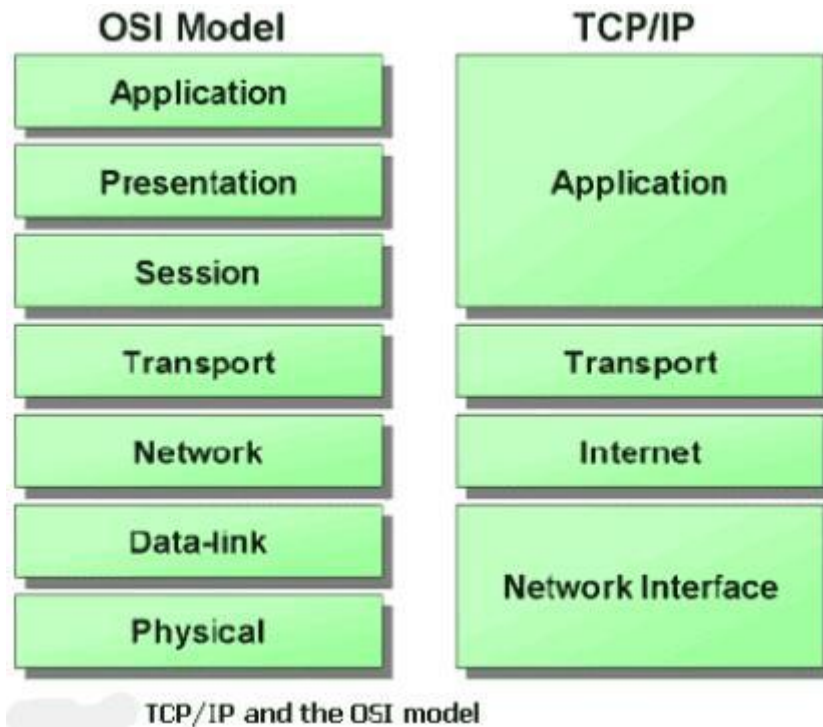 OSI Model
Application
Presentation
Session
Transport
Network
Data-link
Physical
TCP/IP
Application
Transport
Internet
Network Interface
TCP/IP and the OSI model